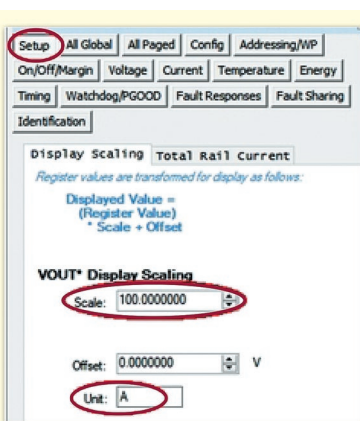 Setup All Global All Paged Config Addressing/WP
On/Off/Margin Voltage Current Temperature Energy
Timing Watchdog/PGOOD Fault Responses Fault Sharing
Identification
Display Scaling Total Rail Current
Register values are transformed for display as follows:
Displayed Value =
(Register Value)
* Scale + Offset
VOUT* Display Scaling
Scale: 100.0000000
Offset: 0.0000000 V
Unit: A